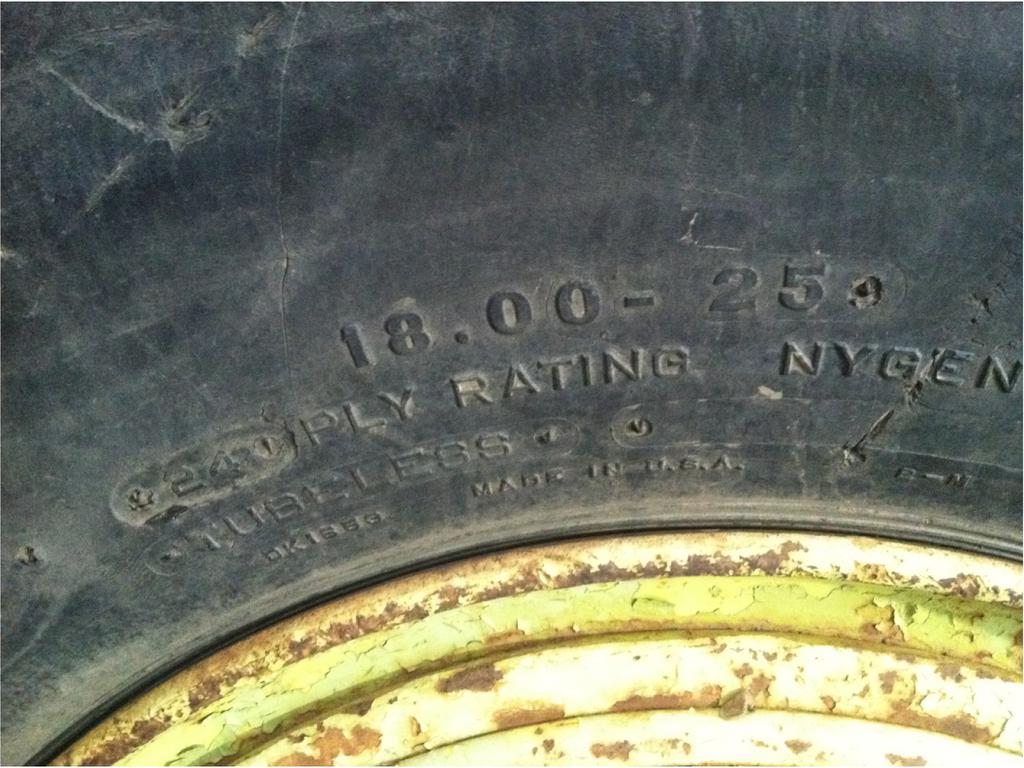 18.00 - 25
24 PLY RATING NYGEN
TUBELESS
MADE IN U.S.A.